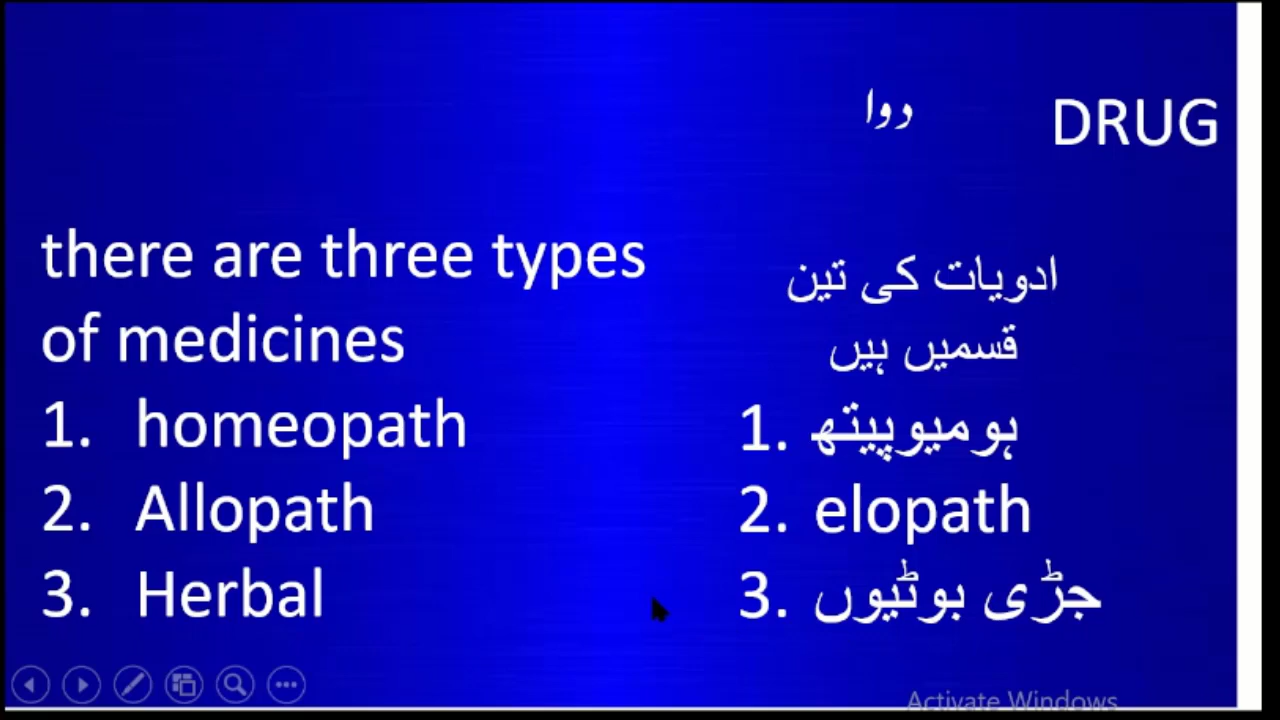 DRUG
دوا
there are three types
of medicines
1. homeopath
2. Allopath
3. Herbal
ادویات کی تین
قسمیں ہیں
1. ہومیوپیتھ
2. elopath
3. جڑی بوٹیوں
Activate Windows